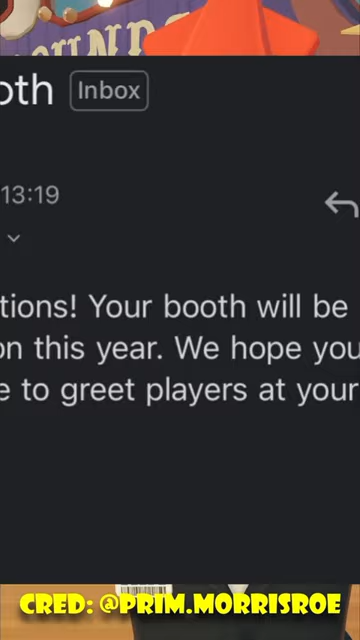 OUNDS
oth Inbox
13:19
tions! Your booth will be
on this year. We hope you
e to greet players at your
CRED: @PRIM.MORRISROE